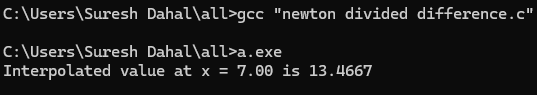 C:\Users\Suresh Dahal\all>gcc "newton divided difference.c"
C:\Users\Suresh Dahal\all>a.exe
Interpolated value at x = 7.00 is 13.4667